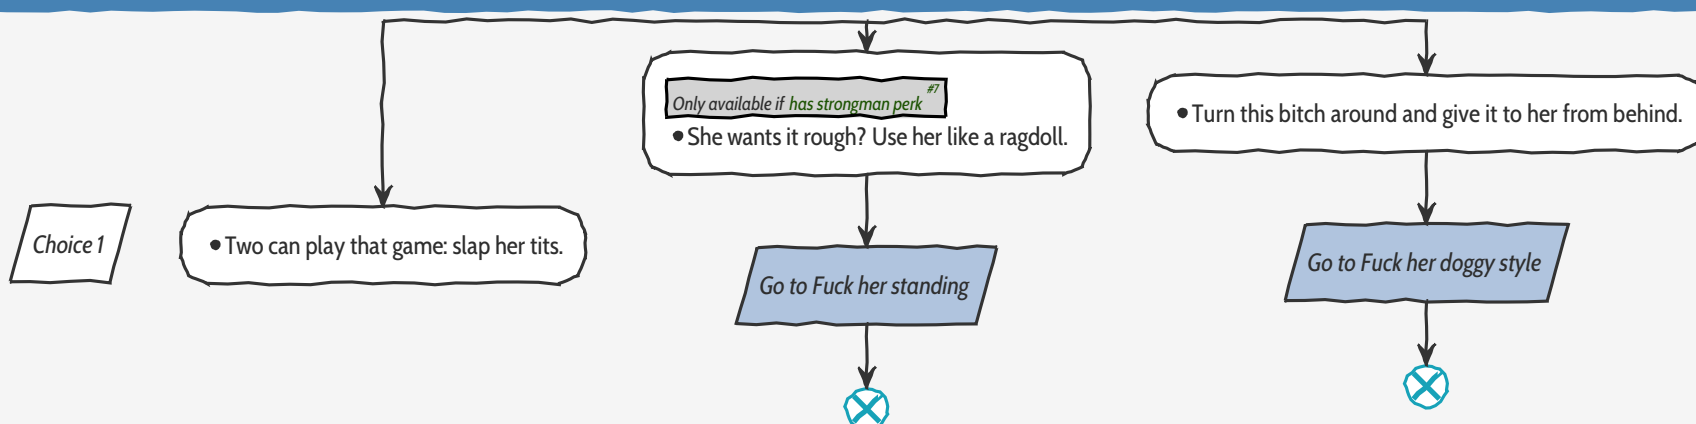 #7
Only available if has strongman perk
She wants it rough? Use her like a ragdoll.
Turn this bitch around and give it to her from behind.
Choice 1
Two can play that game: slap her tits.
Go to Fuck her standing
Go to Fuck her doggy style